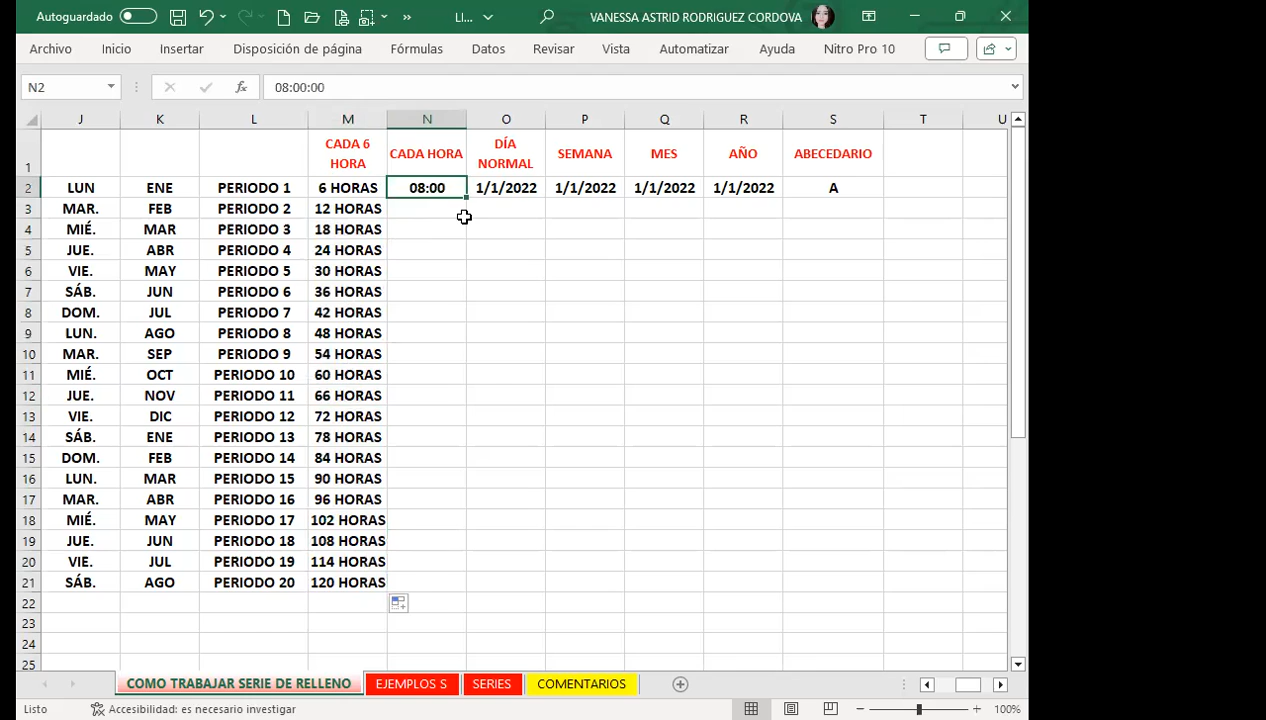 Autoguardado LI... VANESSA ASTRID RODRIGUEZ CORDOVA
Archivo Inicio Insertar Disposición de página Fórmulas Datos Revisar Vista Automatizar Ayuda Nitro Pro 10
N2 fx 08:00:00
J K L M N O P Q R S T U
1 CADA 6 HORA CADA HORA DÍA NORMAL SEMANA MES AÑO ABECEDARIO
2 LUN ENE PERIODO 1 6 HORAS 08:00 1/1/2022 1/1/2022 1/1/2022 1/1/2022 A
3 MAR. FEB PERIODO 2 12 HORAS
4 MIÉ. MAR PERIODO 3 18 HORAS
5 JUE. ABR PERIODO 4 24 HORAS
6 VIE. MAY PERIODO 5 30 HORAS
7 SÁB. JUN PERIODO 6 36 HORAS
8 DOM. JUL PERIODO 7 42 HORAS
9 LUN. AGO PERIODO 8 48 HORAS
10 MAR. SEP PERIODO 9 54 HORAS
11 MIÉ. OCT PERIODO 10 60 HORAS
12 JUE. NOV PERIODO 11 66 HORAS
13 VIE. DIC PERIODO 12 72 HORAS
14 SÁB. ENE PERIODO 13 78 HORAS
15 DOM. FEB PERIODO 14 84 HORAS
16 LUN. MAR PERIODO 15 90 HORAS
17 MAR. ABR PERIODO 16 96 HORAS
18 MIÉ. MAY PERIODO 17 102 HORAS
19 JUE. JUN PERIODO 18 108 HORAS
20 VIE. JUL PERIODO 19 114 HORAS
21 SÁB. AGO PERIODO 20 120 HORAS
22
23
24
25
COMO TRABAJAR SERIE DE RELLENO EJEMPLOS S SERIES COMENTARIOS
Listo Accesibilidad: es necesario investigar 100%